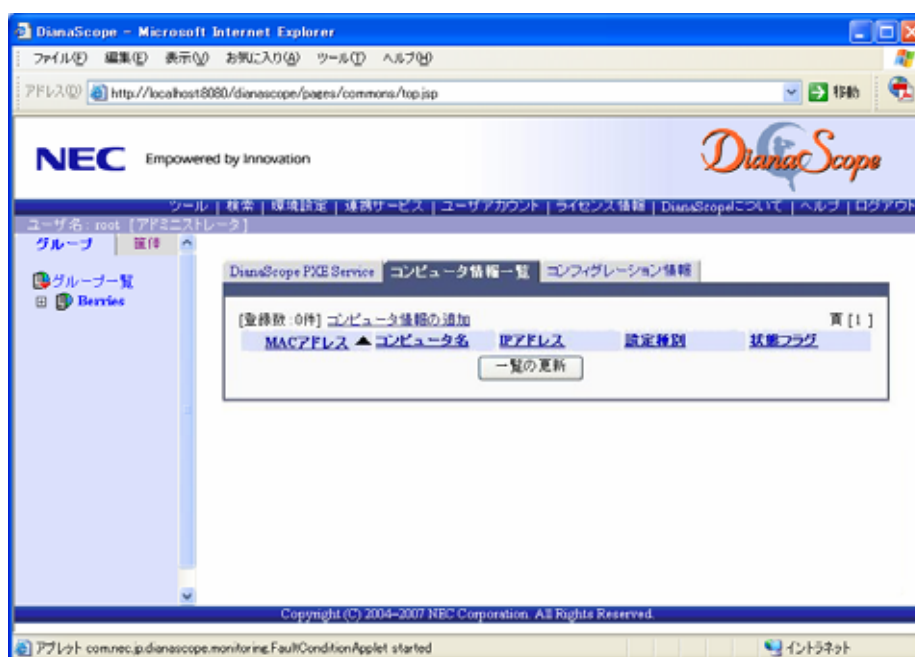 DianaScope - Microsoft Internet Explorer
ファイル(F) 編集(E) 表示(V) お気に入り(A) ツール(T) ヘルプ(H)
アドレス(D) http://localhost:8080/dianascope/pages/commons/top.jsp 移動
NEC Empowered by Innovation DianaScope
ツール | 検索 | 環境設定 | 連携サービス | ユーザアカウント | ライセンス情報 | DianaScopeについて | ヘルプ | ログアウト
ユーザ名 : root [アドミニストレータ]
グループ 筐体
グループ一覧
Berries
DianaScope PXE Service コンピュータ情報一覧 コンフィグレーション情報
[登録数 : 0件] コンピュータ情報の追加 頁 [1 ]
MACアドレス ▲ コンピュータ名 IPアドレス 設定種別 状態フラグ
一覧の更新
Copyright (C) 2004-2007 NEC Corporation. All Rights Reserved.
アプレット com.nec.jp.dianascope.monitoring.FaultConditionApplet started イントラネット